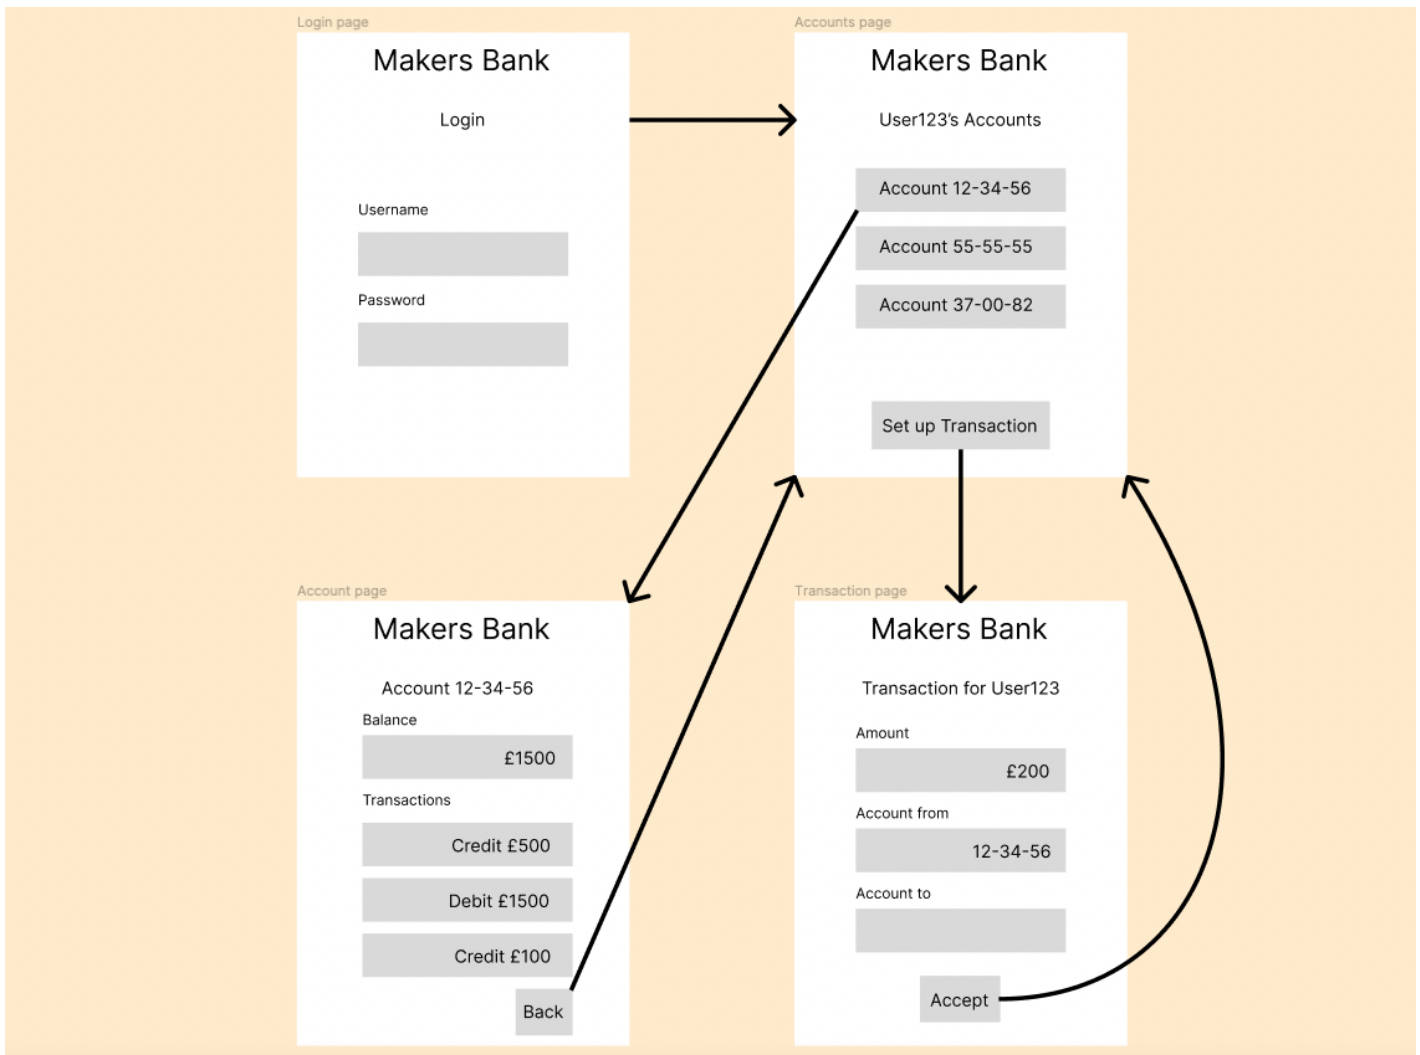 Login page
Makers Bank
Login
Username
Password
Accounts page
Makers Bank
User123's Accounts
Account 12-34-56
Account 55-55-55
Account 37-00-82
Set up Transaction
Account page
Makers Bank
Account 12-34-56
Balance
£1500
Transactions
Credit £500
Debit £1500
Credit £100
Back
Transaction page
Makers Bank
Transaction for User123
Amount
£200
Account from
12-34-56
Account to
Accept